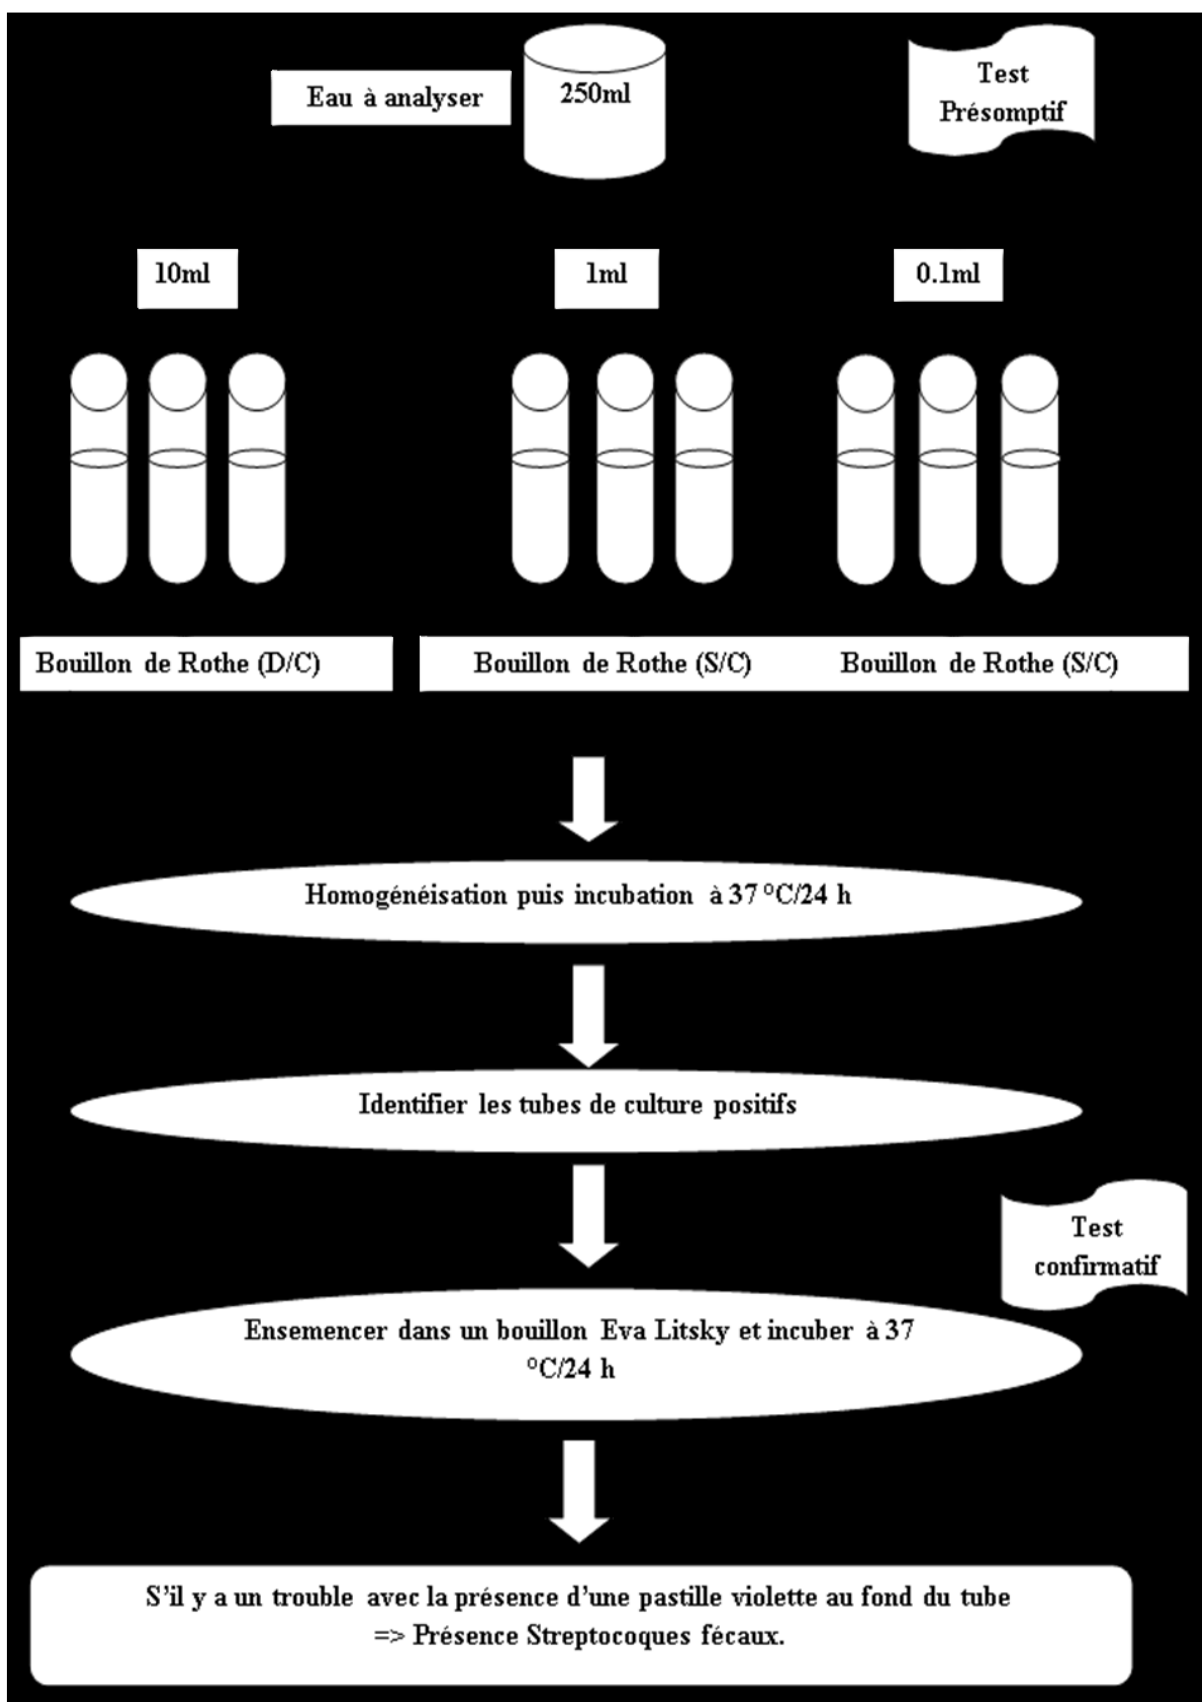 Eau à analyser
250ml
Test
Présomptif
10ml
1ml
0.1ml
Bouillon de Rothe (D/C)
Bouillon de Rothe (S/C)
Bouillon de Rothe (S/C)
Homogénéisation puis incubation à 37 °C/24 h
Identifier les tubes de culture positifs
Test
confirmatif
Ensemencer dans un bouillon Eva Litsky et incuber à 37
°C/24 h
S'il y a un trouble avec la présence d'une pastille violette au fond du tube
=> Présence Streptocoques fécaux.